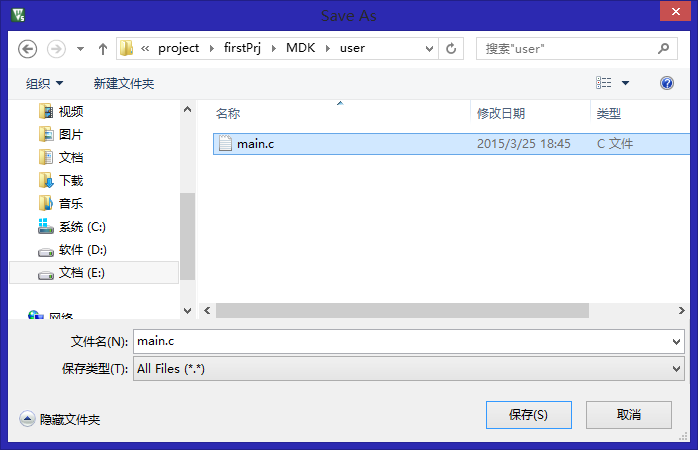 Save As
« project firstPrj MDK user 搜索"user"
组织 新建文件夹
名称 修改日期 类型
main.c 2015/3/25 18:45 C 文件
视频
图片
文档
下载
音乐
系统 (C:)
软件 (D:)
文档 (E:)
网络
文件名(N): main.c
保存类型(T): All Files (*.*)
隐藏文件夹 保存(S) 取消